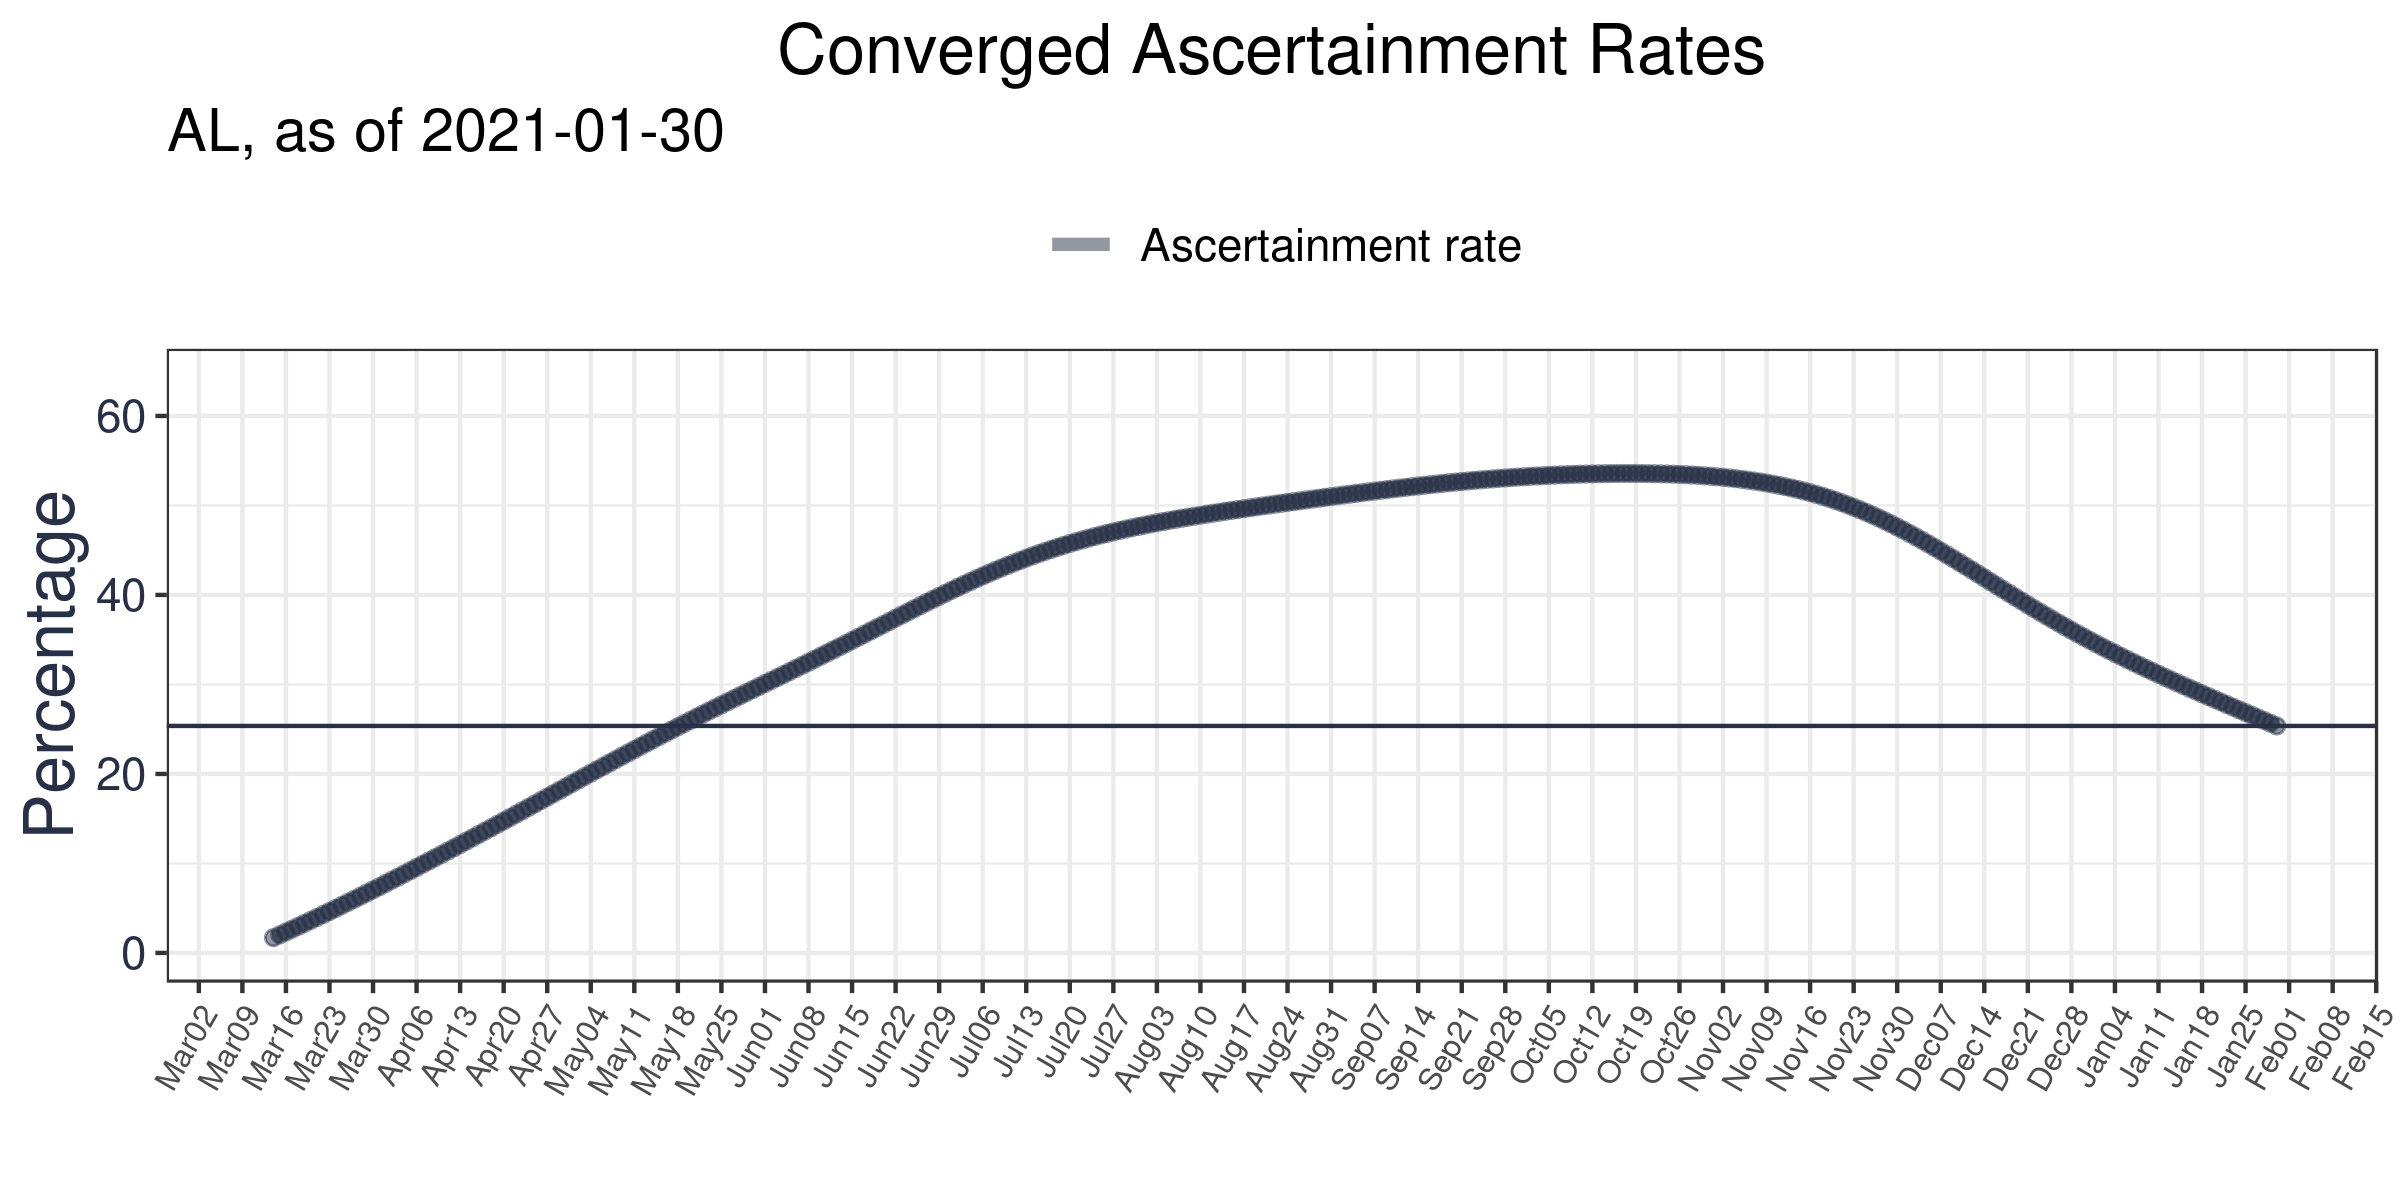 Converged Ascertainment Rates
AL, as of 2021-01-30
Ascertainment rate
Percentage
60
40
20
0
Mar02
Mar09
Mar16
Mar23
Mar30
Apr06
Apr13
Apr20
Apr27
May04
May11
May18
May25
Jun01
Jun08
Jun15
Jun22
Jun29
Jul06
Jul13
Jul20
Jul27
Aug03
Aug10
Aug17
Aug24
Aug31
Sep07
Sep14
Sep21
Sep28
Oct05
Oct12
Oct19
Oct26
Nov02
Nov09
Nov16
Nov23
Nov30
Dec07
Dec14
Dec21
Dec28
Jan04
Jan11
Jan18
Jan25
Feb01
Feb08
Feb15